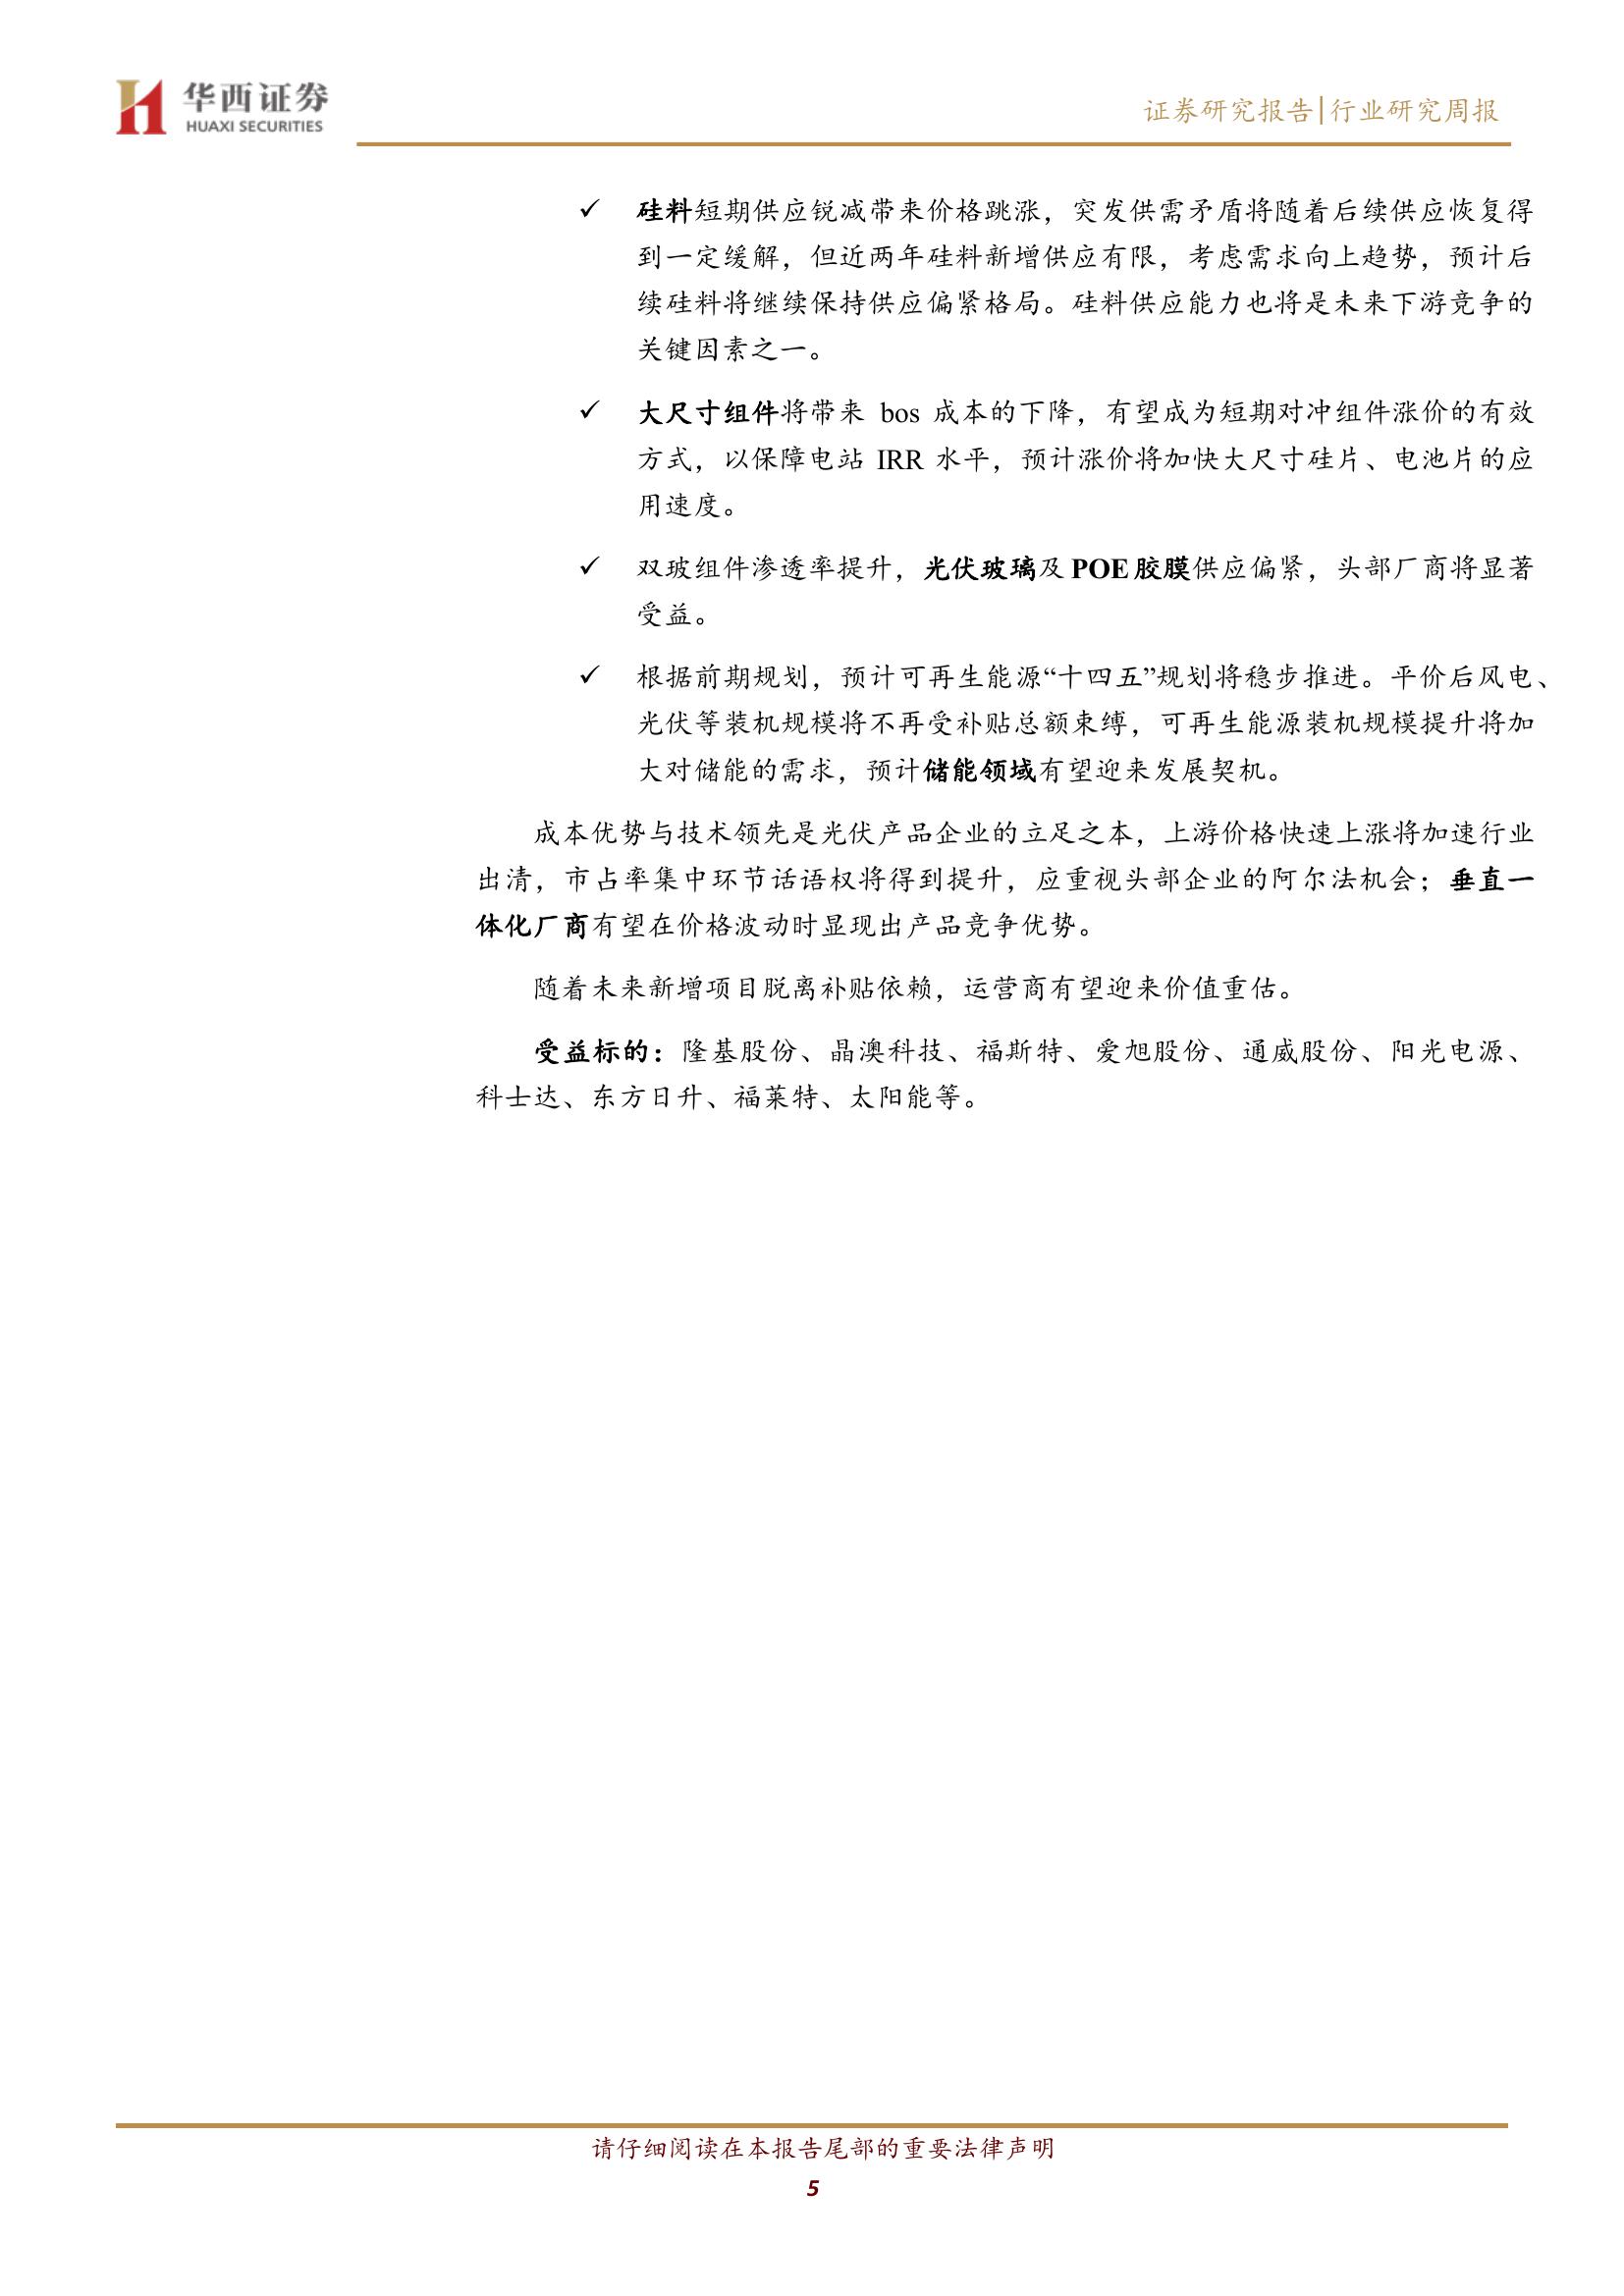 华西证券
HUAXI SECURITIES
证券研究报告|行业研究周报
✓ 硅料短期供应锐减带来价格跳涨，突发供需矛盾将随着后续供应恢复得
到一定缓解，但近两年硅料新增供应有限，考虑需求向上趋势，预计后
续硅料将继续保持供应偏紧格局。硅料供应能力也将是未来下游竞争的
关键因素之一。
✓ 大尺寸组件将带来 bos 成本的下降，有望成为短期对冲组件涨价的有效
方式，以保障电站 IRR 水平，预计涨价将加快大尺寸硅片、电池片的应
用速度。
✓ 双玻组件渗透率提升，光伏玻璃及 POE 胶膜供应偏紧，头部厂商将显著
受益。
✓ 根据前期规划，预计可再生能源“十四五”规划将稳步推进。平价后风电、
光伏等装机规模将不再受补贴总额束缚，可再生能源装机规模提升将加
大对储能的需求，预计储能领域有望迎来发展契机。
成本优势与技术领先是光伏产品企业的立足之本，上游价格快速上涨将加速行业
出清，市占率集中环节话语权将得到提升，应重视头部企业的阿尔法机会；垂直一
体化厂商有望在价格波动时显现出产品竞争优势。
随着未来新增项目脱离补贴依赖，运营商有望迎来价值重估。
受益标的：隆基股份、晶澳科技、福斯特、爱旭股份、通威股份、阳光电源、
科士达、东方日升、福莱特、太阳能等。
请仔细阅读在本报告尾部的重要法律声明
5